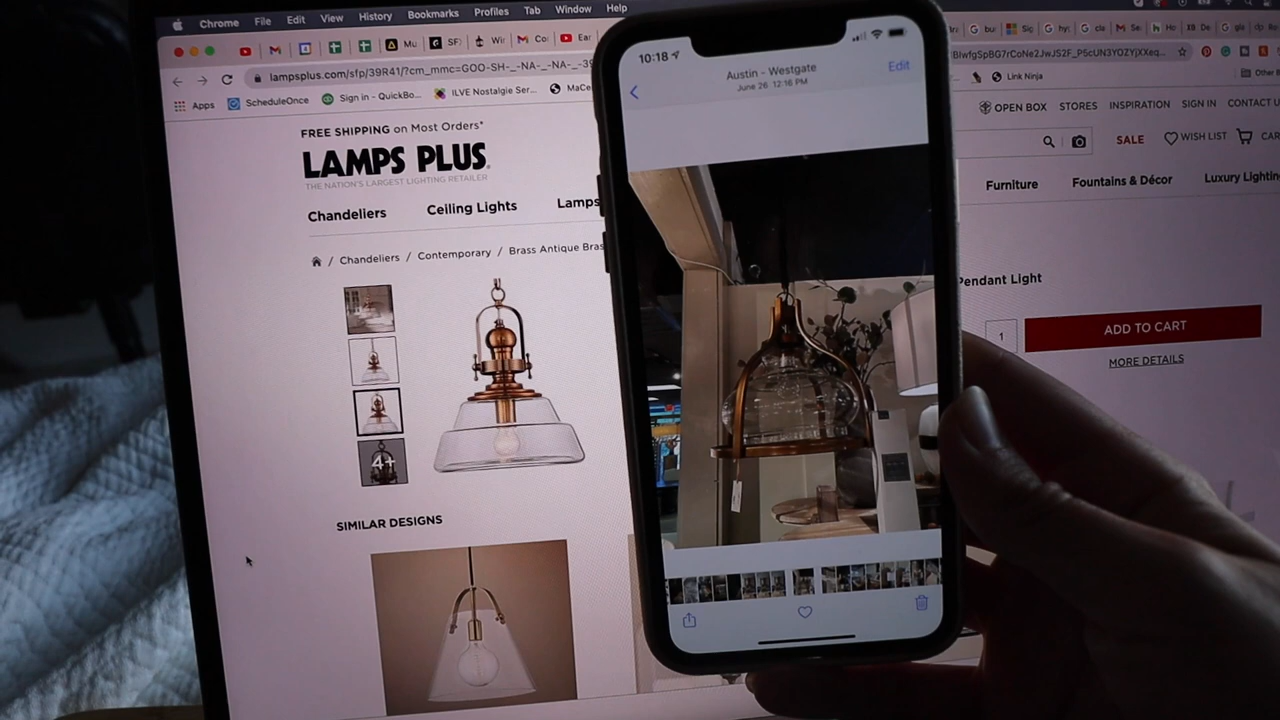 Chrome File Edit View History Bookmarks Profiles Tab Window Help
lampsplus.com/sfp/39R41/?cm_mmc=GOO-SH-_-NA-_-NA-_-39
Apps ScheduleOnce Sign in - QuickBo... ILVE Nostalgie Ser... MaCe
Link Ninja
Other B
FREE SHIPPING on Most Orders*
LAMPS PLUS
THE NATION'S LARGEST LIGHTING RETAILER
OPEN BOX STORES INSPIRATION SIGN IN CONTACT U
SALE WISH LIST CAR
Chandeliers Ceiling Lights Lamps
Furniture Fountains & Décor Luxury Lightin
/ Chandeliers / Contemporary / Brass Antique Bras
Pendant Light
1 ADD TO CART
MORE DETAILS
4+
SIMILAR DESIGNS
10:18
Austin - Westgate
June 26 12:16 PM
Edit